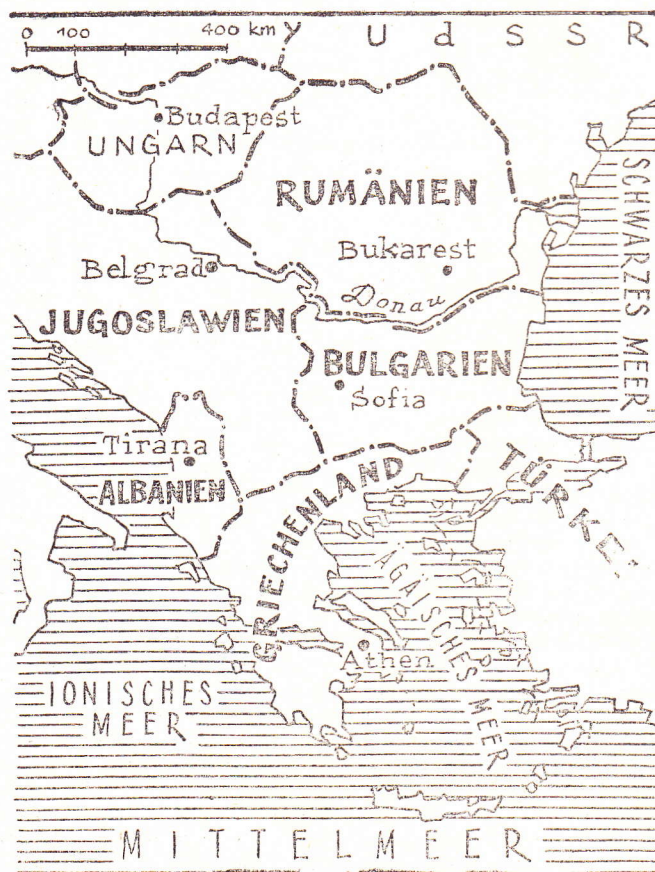 0 100 400 km
UdSSR
Budapest
UNGARN
RUMÄNIEN
SCHWARZES MEER
Bukarest
Belgrad
Donau
JUGOSLAWIEN
BULGARIEN
Sofia
Tirana
ALBANIEN
GRIECHENLAND
TÜRKEI
ÄGÄISCHES MEER
Athen
IONISCHES
MEER
MITTELMEER